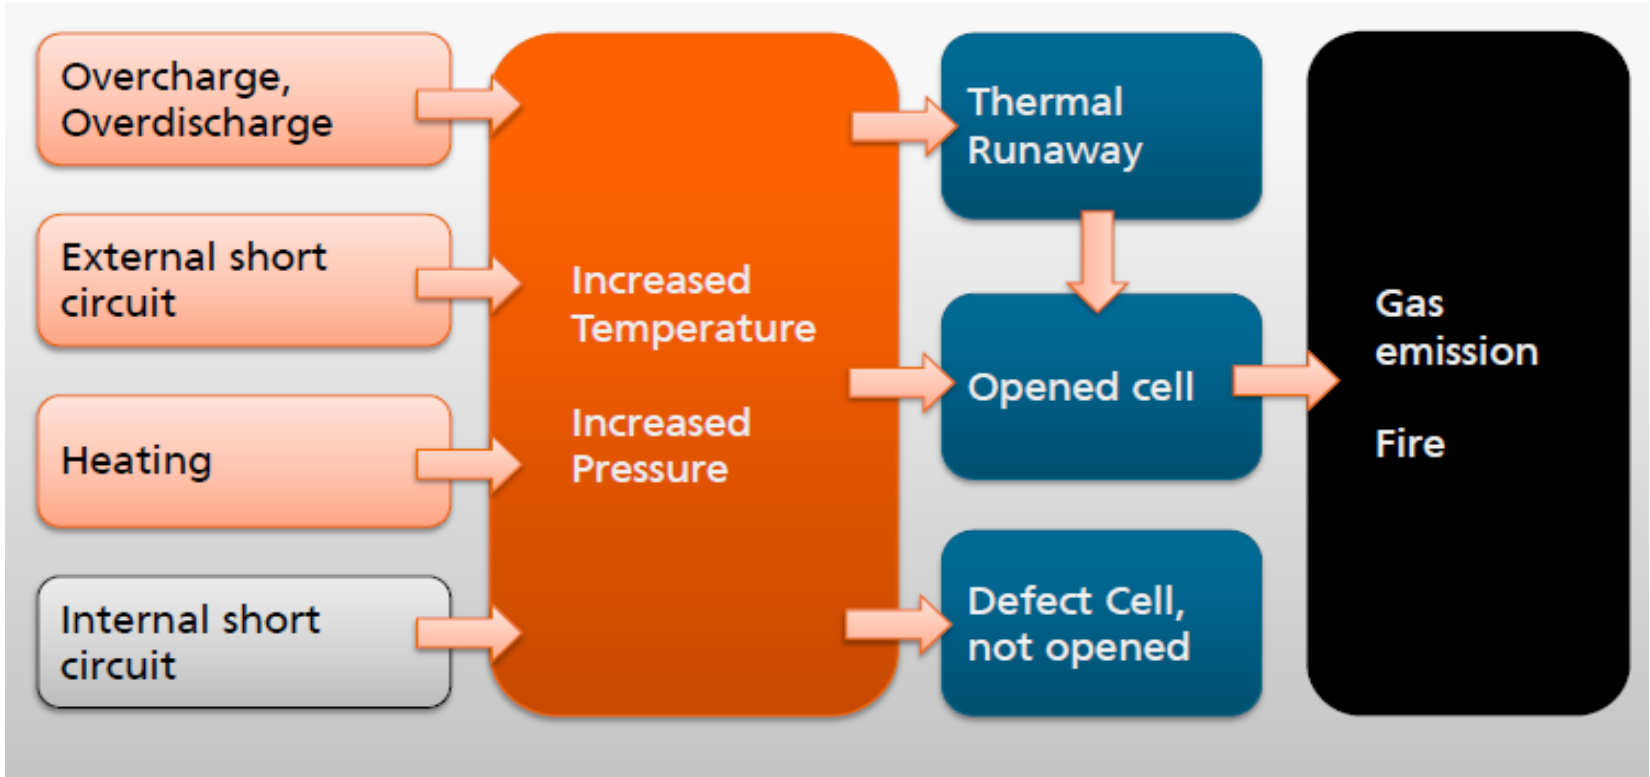 Overcharge,
Overdischarge
External short
circuit
Heating
Internal short
circuit
Increased
Temperature
Increased
Pressure
Thermal
Runaway
Opened cell
Defect Cell,
not opened
Gas
emission
Fire